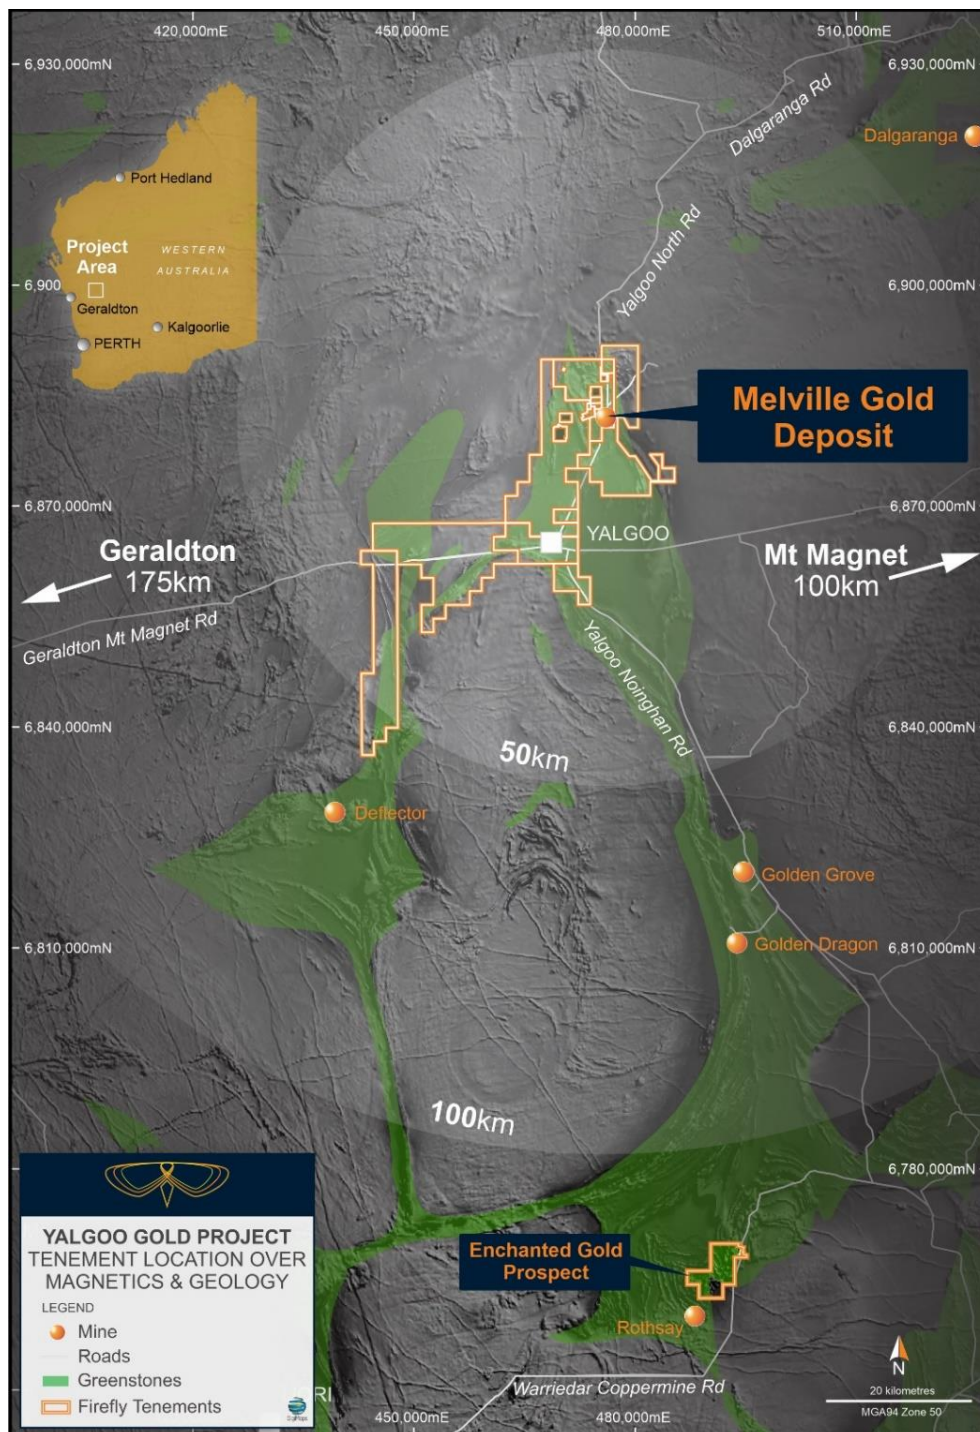 420,000mE
450,000mE
480,000mE
510,000mE
6,930,000mN
6,930,000mN
Dalgaranga Rd
Dalgaranga
Port Hedland
Project
Area
WESTERN
AUSTRALIA
Geraldton
Kalgoorlie
PERTH
Yalgoo North Rd
6,900
6,900,000mN
Melville Gold
Deposit
6,870,000mN
6,870,000mN
YALGOO
Geraldton
175km
Mt Magnet
100km
Geraldton Mt Magnet Rd
Yalgoo Noinghan Rd
6,840,000mN
6,840,000mN
50km
Deflector
Golden Grove
Golden Dragon
6,810,000mN
6,810,000mN
100km
6,780,000mN
YALGOO GOLD PROJECT
TENEMENT LOCATION OVER
MAGNETICS & GEOLOGY
LEGEND
Mine
Roads
Greenstones
Firefly Tenements
DigiMaps
RI
Enchanted Gold
Prospect
Rothsay
Warriedar Coppermine Rd
450,000mE
480,000mE
N
20 kilometres
MGA94 Zone 50